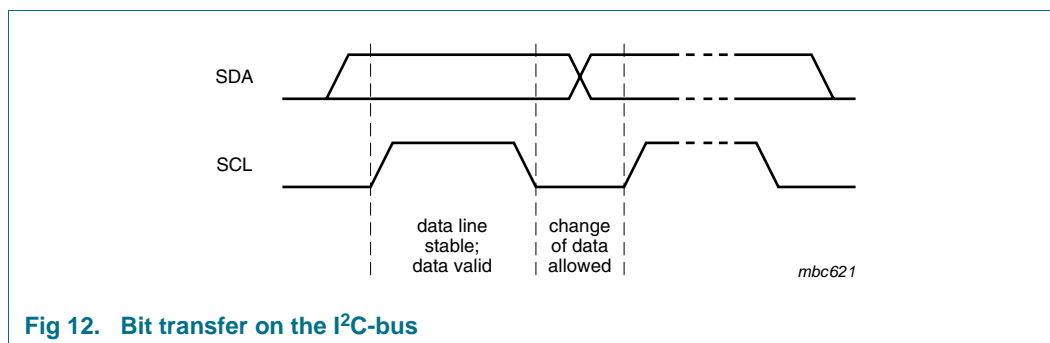 SDA
SCL
data line
stable;
data valid
change
of data
allowed
mbc621
Fig 12. Bit transfer on the I²C-bus